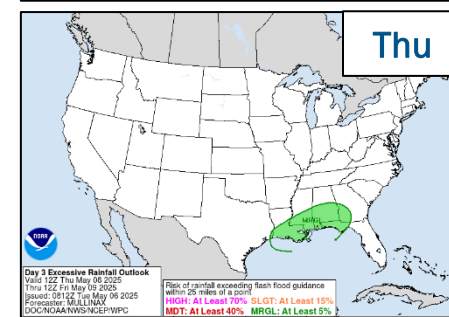 Thu
MRGL
NOAA
Day 3 Excessive Rainfall Outlook
Valid 12Z Thu May 08 2025
Thru 12Z Fri May 09 2025
Issued: 0812Z Tue May 06 2025
Forecaster: MULLINAX
DOC/NOAA/NWS/NCEP/WPC
Risk of rainfall exceeding flash flood guidance
within 25 miles of a point
HIGH: At Least 70% SLGT: At Least 15%
MDT: At Least 40% MRGL: At Least 5%